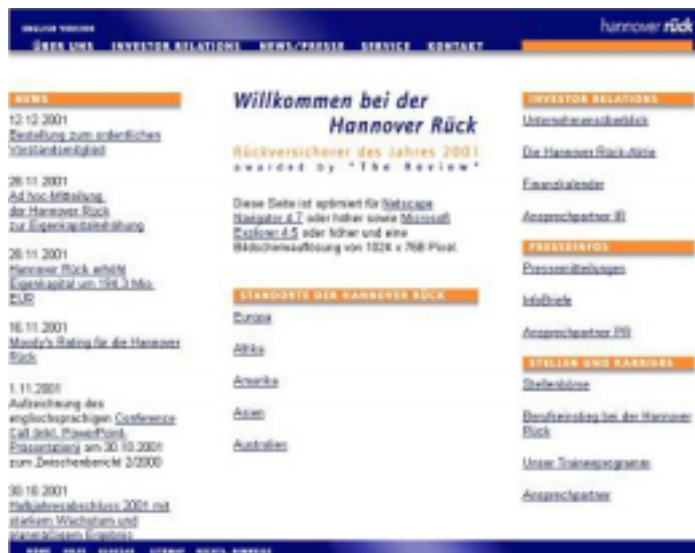 ENGLISH VERSION
hannover rück
ÜBER UNS INVESTOR RELATIONS NEWS/PRESSE SERVICE KONTAKT
NEWS
12.12.2001
Bestellung zum ordentlichen
Vorstandsmitglied
28.11.2001
Ad hoc-Mitteilung
der Hannover Rück
zur Eigenkapitalerhöhung
28.11.2001
Hannover Rück erhöht
Eigenkapital um 194,3 Mio.
EUR
16.11.2001
Moody's Rating für die Hannover
Rück
1.11.2001
Aufzeichnung des
englischsprachigen Conference
Call (inkl. PowerPoint-
Präsentation) am 30.10.2001
zum Zwischenbericht 2/2000
30.10.2001
Halbjahresabschluss 2001 mit
starkem Wachstum und
planmäßigem Ergebnis
Willkommen bei der
Hannover Rück
Rückversicherer des Jahres 2001
awarded by "The Review"
Diese Seite ist optimiert für Netscape
Navigator 4.7 oder höher sowie Microsoft
Explorer 4.5 oder höher und eine
Bildschirmauflösung von 1024 x 768 Pixel.
STANDORTE DER HANNOVER RÜCK
Europa
Afrika
Amerika
Asien
Australien
INVESTOR RELATIONS
Unternehmensüberblick
Die Hannover Rück-Aktie
Finanzkalender
Ansprechpartner IR
PRESSEINFOS
Pressemitteilungen
InfoBriefe
Ansprechpartner PR
STELLEN UND KARRIERE
Stellenbörse
Berufseinstieg bei der Hannover
Rück
Unser Traineeprogramm
Ansprechpartner
HOME GLOSSAR SITEMAP